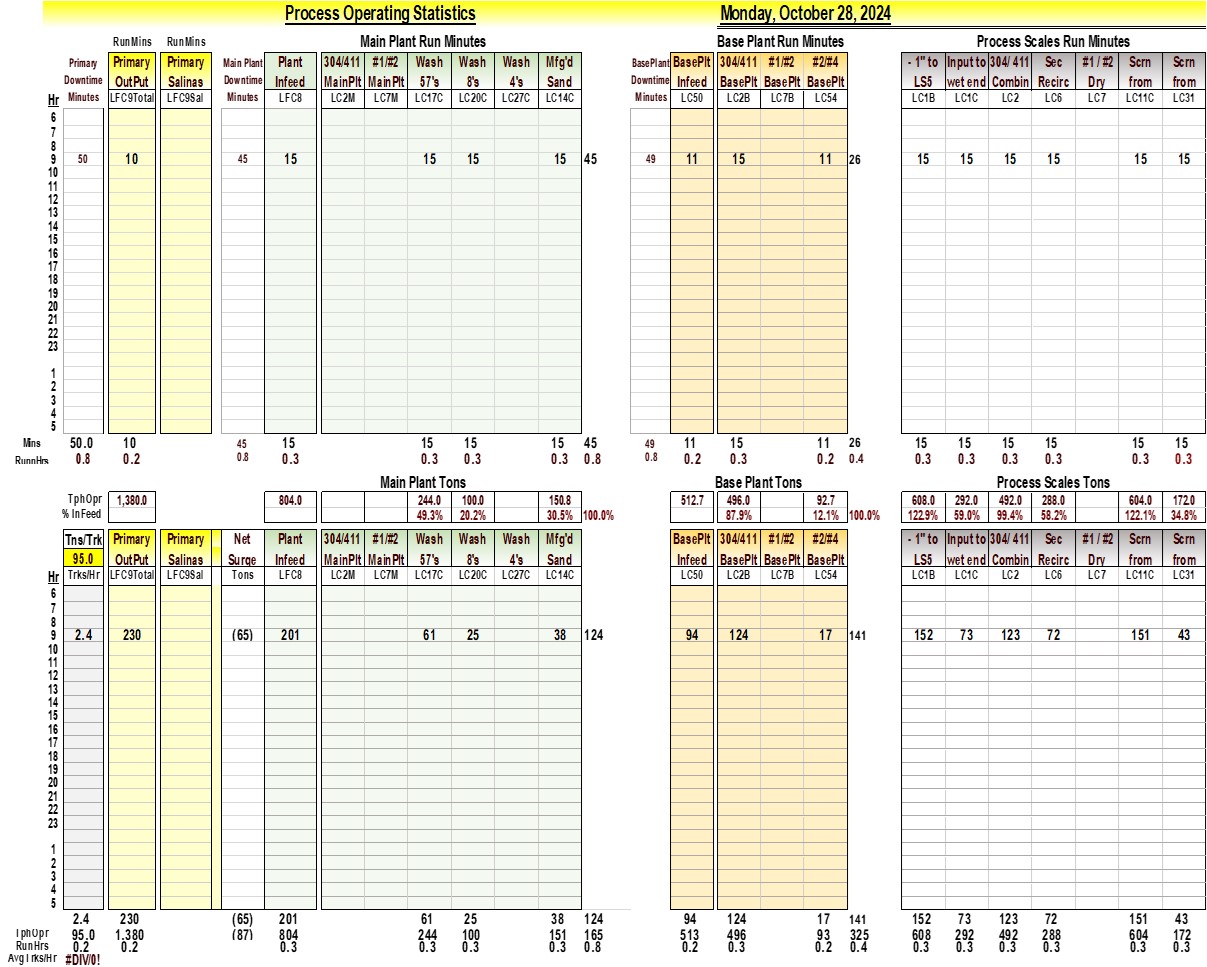 Process Operating Statistics Monday, October 28, 2024
RunMins RunMins Main Plant Run Minutes Base Plant Run Minutes Process Scales Run Minutes
Primary Primary Primary Main Plant Plant 304/411 #1/#2 Wash Wash Wash Mfg'd BasePlant BasePlt 304/411 #1/#2 #2/#4 - 1" to Input to 304/ 411 Sec #1 / #2 Scrn Scrn
Downtime OutPut Salinas Downtime Infeed MainPlt MainPlt 57's 8's 4's Sand Downtime Infeed BasePlt BasePlt BasePlt LS5 wet end Combin Recirc Dry from from
Hr Minutes LFC9Total LFC9Sal Minutes LFC8 LC2M LC7M LC17C LC20C LC27C LC14C Minutes LC50 LC2B LC7B LC54 LC1B LC1C LC2 LC6 LC7 LC11C LC31
6
7
8
9 50 10 45 15 15 15 15 45 49 11 15 11 26 15 15 15 15 15 15
10
11
12
13
14
15
16
17
18
19
20
21
22
23
1
2
3
4
5
Mins 50.0 10 45 15 15 15 15 45 49 11 15 11 26 15 15 15 15 15 15
RunnHrs 0.8 0.2 0.8 0.3 0.3 0.3 0.3 0.8 0.8 0.2 0.3 0.2 0.4 0.3 0.3 0.3 0.3 0.3 0.3
Main Plant Tons Base Plant Tons Process Scales Tons
TphOpr 1,380.0 804.0 244.0 100.0 150.8 512.7 496.0 92.7 608.0 292.0 492.0 288.0 604.0 172.0
% InFeed 49.3% 20.2% 30.5% 100.0% 87.9% 12.1% 100.0% 122.9% 59.0% 99.4% 58.2% 122.1% 34.8%
Tns/Trk Primary Primary Net Plant 304/411 #1/#2 Wash Wash Wash Mfg'd BasePlt 304/411 #1/#2 #2/#4 - 1" to Input to 304/ 411 Sec #1 / #2 Scrn Scrn
95.0 OutPut Salinas Surge Infeed MainPlt MainPlt 57's 8's 4's Sand Infeed BasePlt BasePlt BasePlt LS5 wet end Combin Recirc Dry from from
Hr Trks/Hr LFC9Total LFC9Sal Tons LFC8 LC2M LC7M LC17C LC20C LC27C LC14C LC50 LC2B LC7B LC54 LC1B LC1C LC2 LC6 LC7 LC11C LC31
6
7
8
9 2.4 230 (65) 201 61 25 38 124 94 124 17 141 152 73 123 72 151 43
10
11
12
13
14
15
16
17
18
19
20
21
22
23
1
2
3
4
5
2.4 230 (65) 201 61 25 38 124 94 124 17 141 152 73 123 72 151 43
TphOpr 95.0 1,380 (87) 804 244 100 151 165 513 496 93 325 608 292 492 288 604 172
RunHrs 0.2 0.2 0.3 0.3 0.3 0.3 0.8 0.2 0.3 0.2 0.4 0.3 0.3 0.3 0.3 0.3 0.3
AvgTrks/Hr #DIV/0!